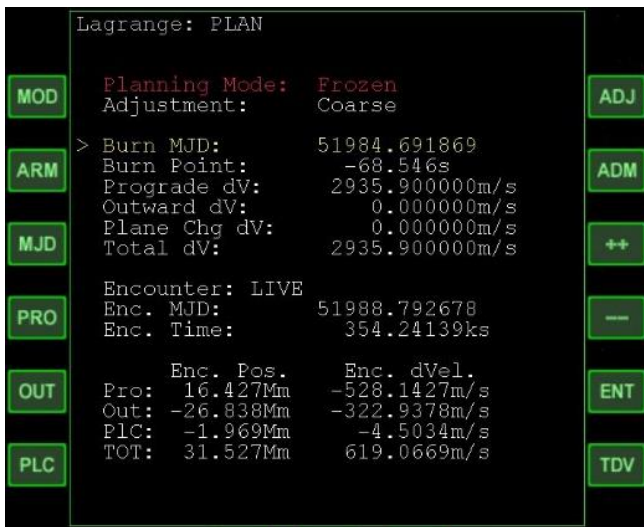 Lagrange: PLAN
Planning Mode: Frozen
Adjustment: Coarse
> Burn MJD: 51984.691869
Burn Point: -68.546s
Prograde dV: 2935.900000m/s
Outward dV: 0.000000m/s
Plane Chg dV: 0.000000m/s
Total dV: 2935.900000m/s
Encounter: LIVE
Enc. MJD: 51988.792678
Enc. Time: 354.24139ks
Enc. Pos. Enc. dVel.
Pro: 16.427Mm -528.1427m/s
Out: -26.838Mm -322.9378m/s
PlC: -1.969Mm -4.5034m/s
TOT: 31.527Mm 619.0669m/s
MOD
ARM
MJD
PRO
OUT
PLC
ADJ
ADM
++
--
ENT
TDV